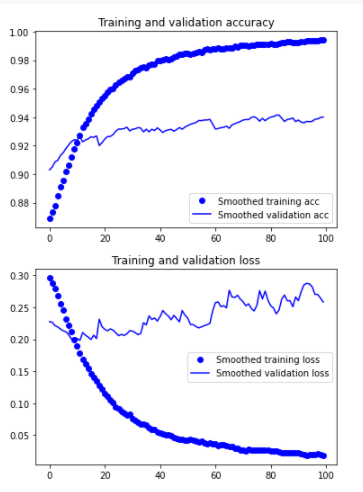 Training and validation accuracy
1.00
0.98
0.96
0.94
0.92
0.90
0.88
Smoothed training acc
Smoothed validation acc
0 20 40 60 80 100
Training and validation loss
0.30
0.25
0.20
0.15
0.10
0.05
Smoothed training loss
Smoothed validation loss
0 20 40 60 80 100